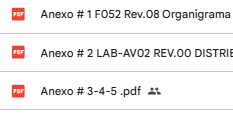 PDF Anexo # 1 F052 Rev.08 Organigrama
PDF Anexo # 2 LAB-AV02 REV.00 DISTRIE
PDF Anexo # 3-4-5 .pdf